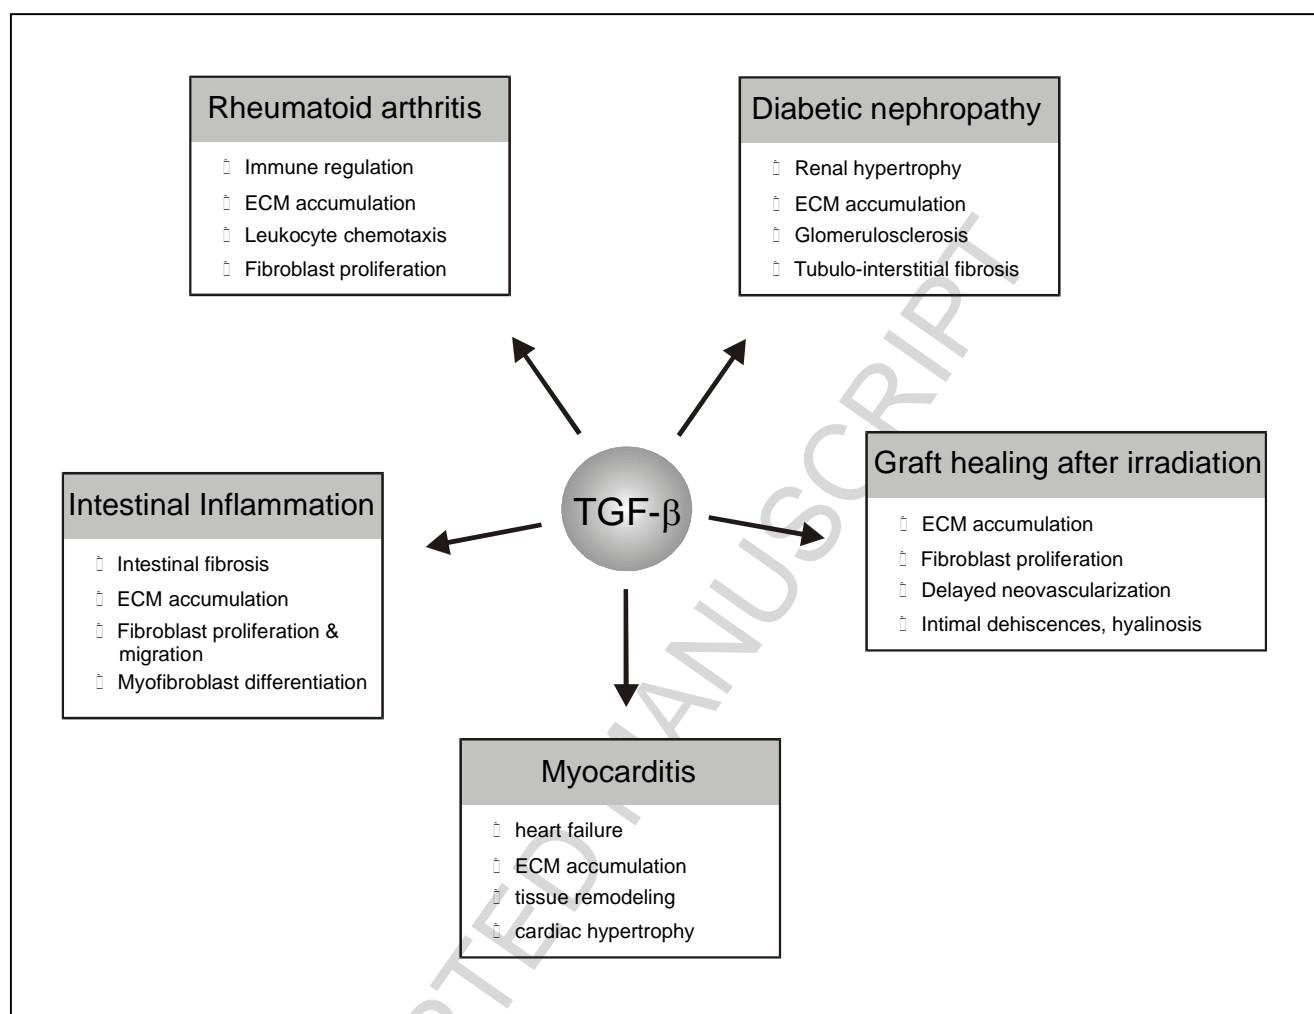 Rheumatoid arthritis
Immune regulation
ECM accumulation
Leukocyte chemotaxis
Fibroblast proliferation
Diabetic nephropathy
Renal hypertrophy
ECM accumulation
Glomerulosclerosis
Tubulo-interstitial fibrosis
TGF-β
Intestinal Inflammation
Intestinal fibrosis
ECM accumulation
Fibroblast proliferation &
migration
Myofibroblast differentiation
Graft healing after irradiation
ECM accumulation
Fibroblast proliferation
Delayed neovascularization
Intimal dehiscences, hyalinosis
Myocarditis
heart failure
ECM accumulation
tissue remodeling
cardiac hypertrophy
PTED MANUSCRIPT